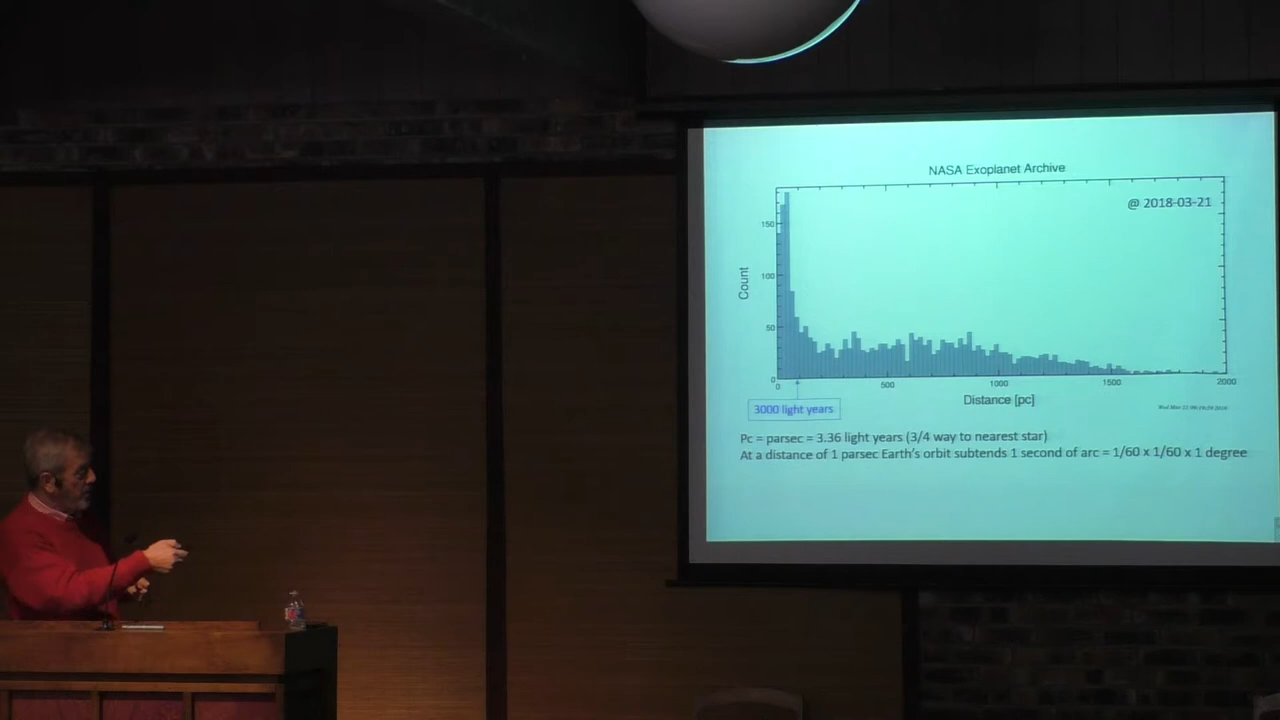 NASA Exoplanet Archive
@ 2018-03-21
150
100
50
0
Count
0 500 1000 1500 2000
Distance [pc]
3000 light years
Pc = parsec = 3.36 light years (3/4 way to nearest star)
At a distance of 1 parsec Earth's orbit subtends 1 second of arc = 1/60 x 1/60 x 1 degree